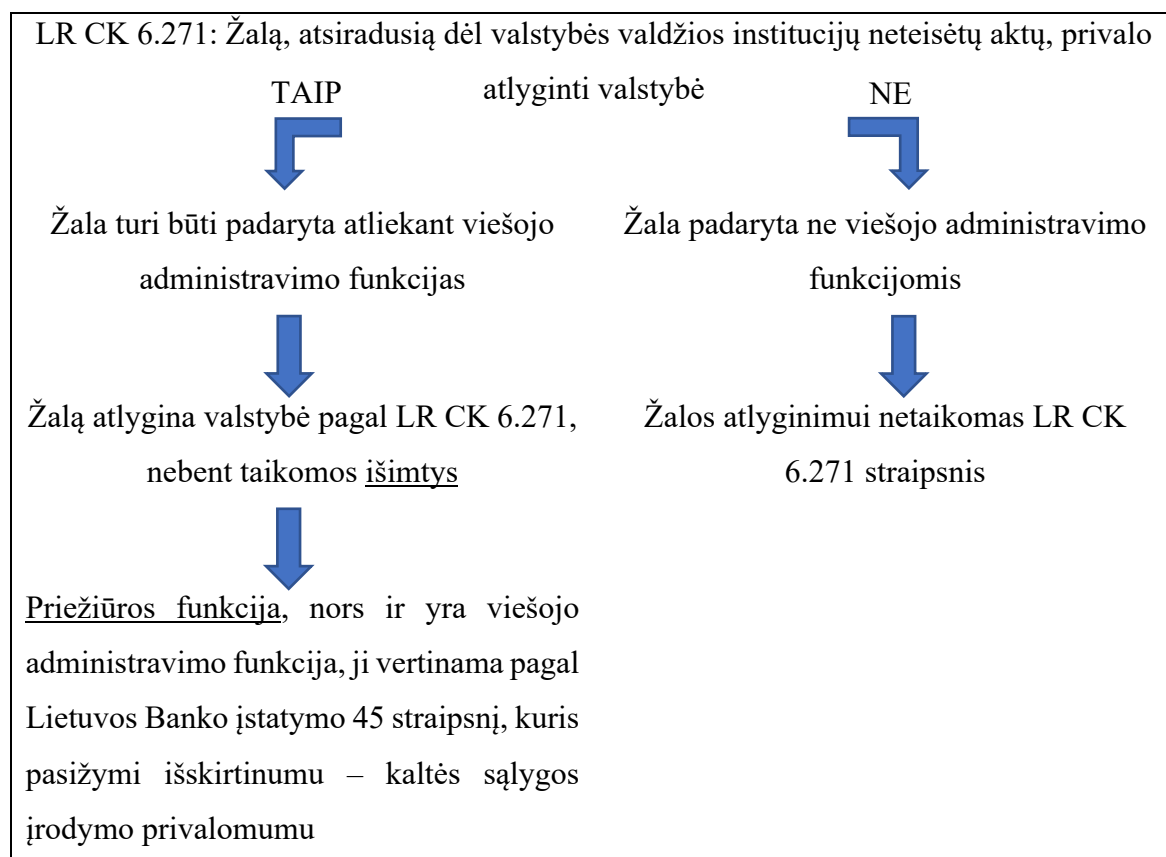 LR CK 6.271: Žalą, atsiradusią dėl valstybės valdžios institucijų neteisėtų aktų, privalo
atlyginti valstybė
TAIP
NE
Žala turi būti padaryta atliekant viešojo
administravimo funkcijas
Žala padaryta ne viešojo administravimo
funkcijomis
Žalą atlygina valstybė pagal LR CK 6.271,
nebent taikomos išimtys
Žalos atlyginimui netaikomas LR CK
6.271 straipsnis
Priežiūros funkcija, nors ir yra viešojo
administravimo funkcija, ji vertinama pagal
Lietuvos Banko įstatymo 45 straipsnį, kuris
pasižymi išskirtinumu – kaltės sąlygos
įrodymo privalomumu